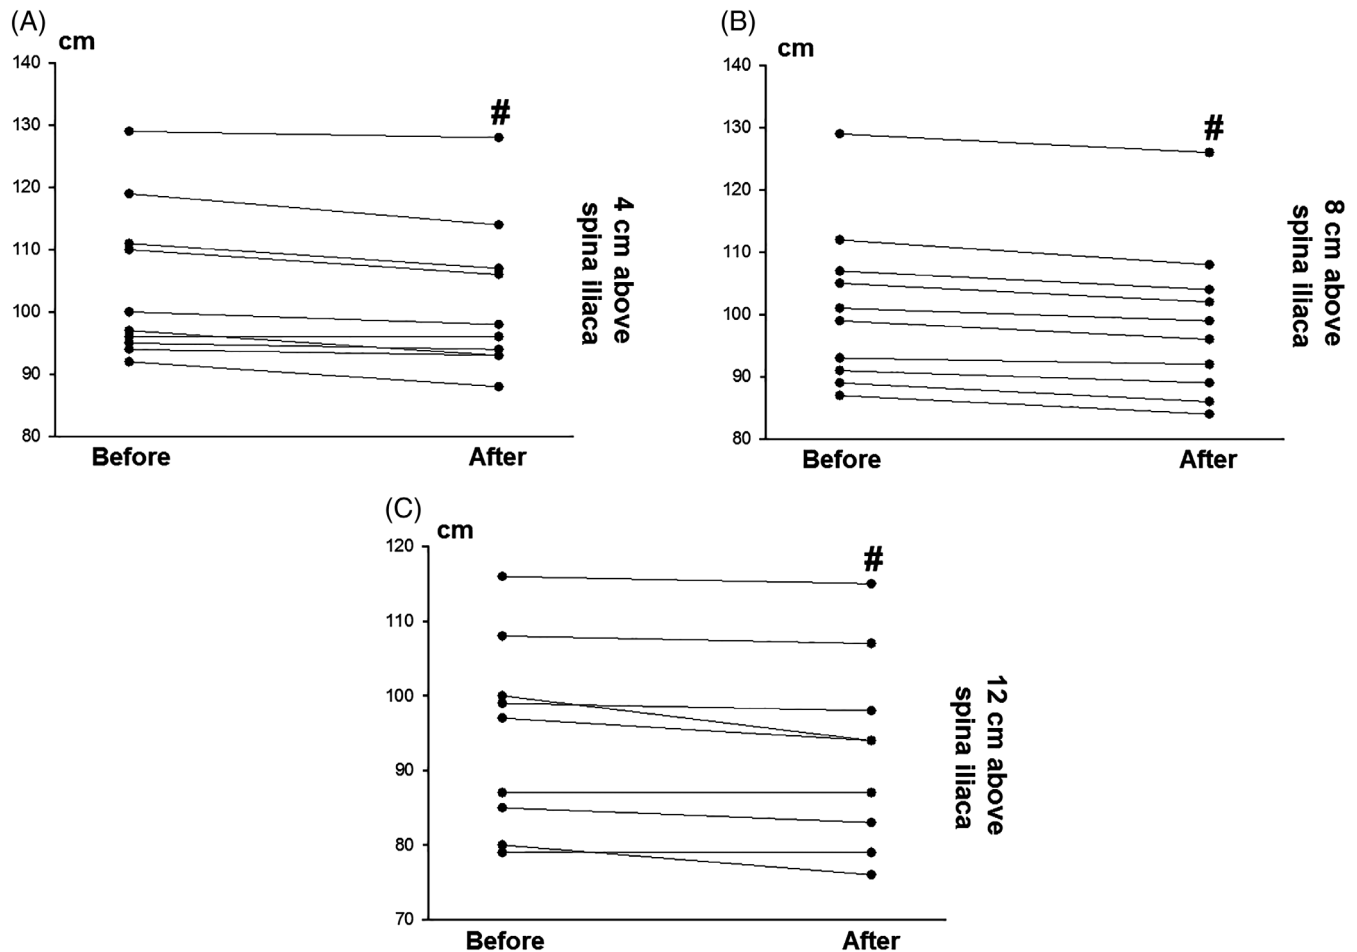 (A)
cm
140
130
120
110
100
90
80
#
Before
After
4 cm above
spina iliaca
(B)
cm
140
130
120
110
100
90
80
#
Before
After
8 cm above
spina iliaca
(C)
cm
120
110
100
90
80
70
#
Before
After
12 cm above
spina iliaca